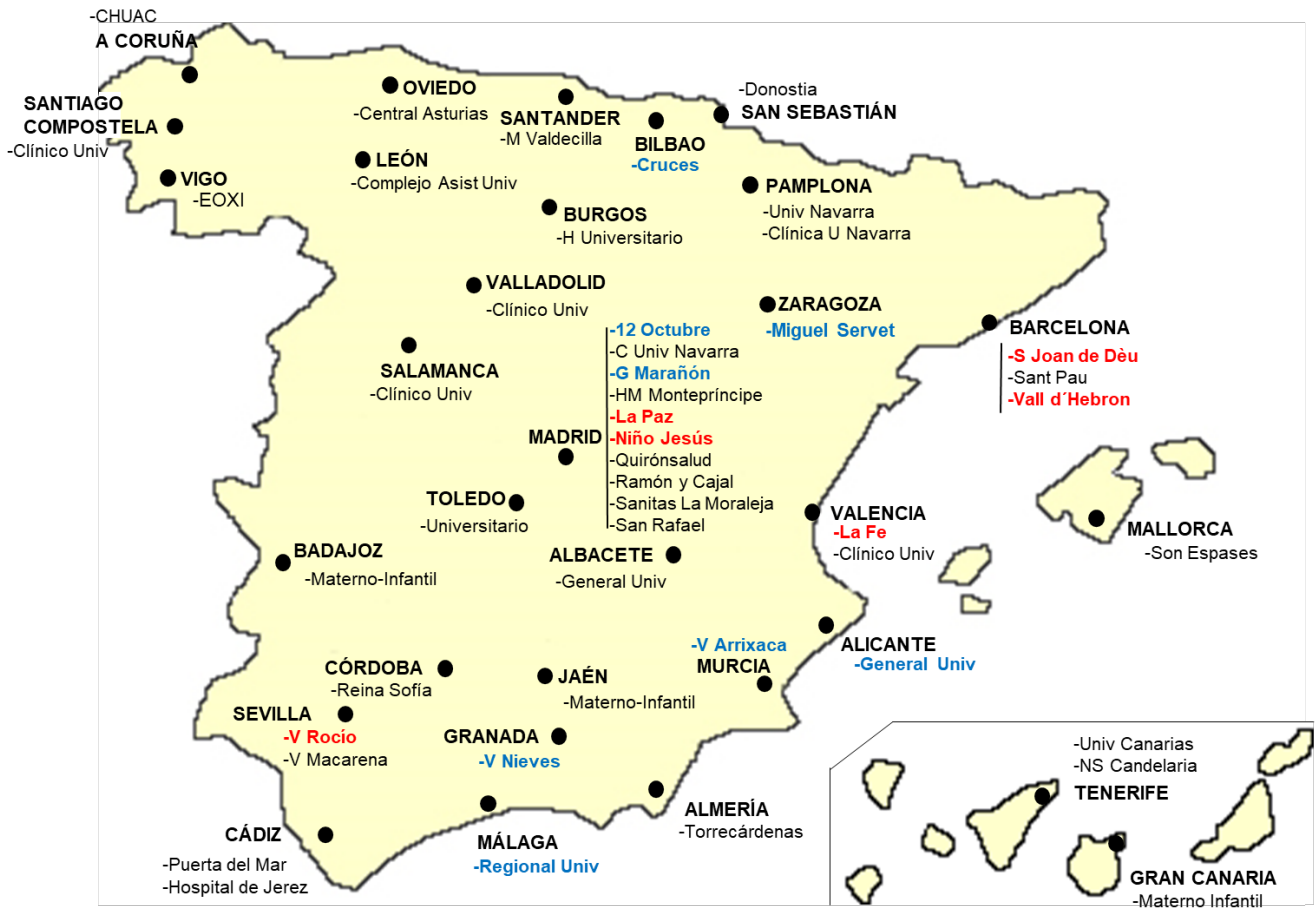 -CHUAC
A CORUÑA
SANTIAGO
COMPOSTELA
-Clínico Univ
VIGO
-EOXI
OVIEDO
-Central Asturias
LEÓN
-Complejo Asist Univ
SANTANDER
-M Valdecilla
BILBAO
-Cruces
-Donostia
SAN SEBASTIÁN
PAMPLONA
-Univ Navarra
-Clínica U Navarra
BURGOS
-H Universitario
VALLADOLID
-Clínico Univ
ZARAGOZA
-Miguel Servet
BARCELONA
-S Joan de Dèu
-Sant Pau
-Vall d´Hebron
SALAMANCA
-Clínico Univ
MADRID
-12 Octubre
-C Univ Navarra
-G Marañón
-HM Montepríncipe
-La Paz
-Niño Jesús
-Quirónsalud
-Ramón y Cajal
-Sanitas La Moraleja
-San Rafael
TOLEDO
-Universitario
VALENCIA
-La Fe
-Clínico Univ
MALLORCA
-Son Espases
BADAJOZ
-Materno-Infantil
ALBACETE
-General Univ
ALICANTE
-General Univ
-V Arrixaca
MURCIA
CÓRDOBA
-Reina Sofía
JAÉN
-Materno-Infantil
SEVILLA
-V Rocío
-V Macarena
GRANADA
-V Nieves
ALMERÍA
-Torrecárdenas
CÁDIZ
-Puerta del Mar
-Hospital de Jerez
MÁLAGA
-Regional Univ
-Univ Canarias
-NS Candelaria
TENERIFE
GRAN CANARIA
-Materno Infantil